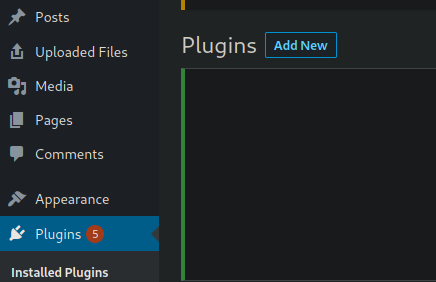 Posts
Uploaded Files
Media
Pages
Comments
Appearance
Plugins 5
Installed Plugins
Plugins Add New